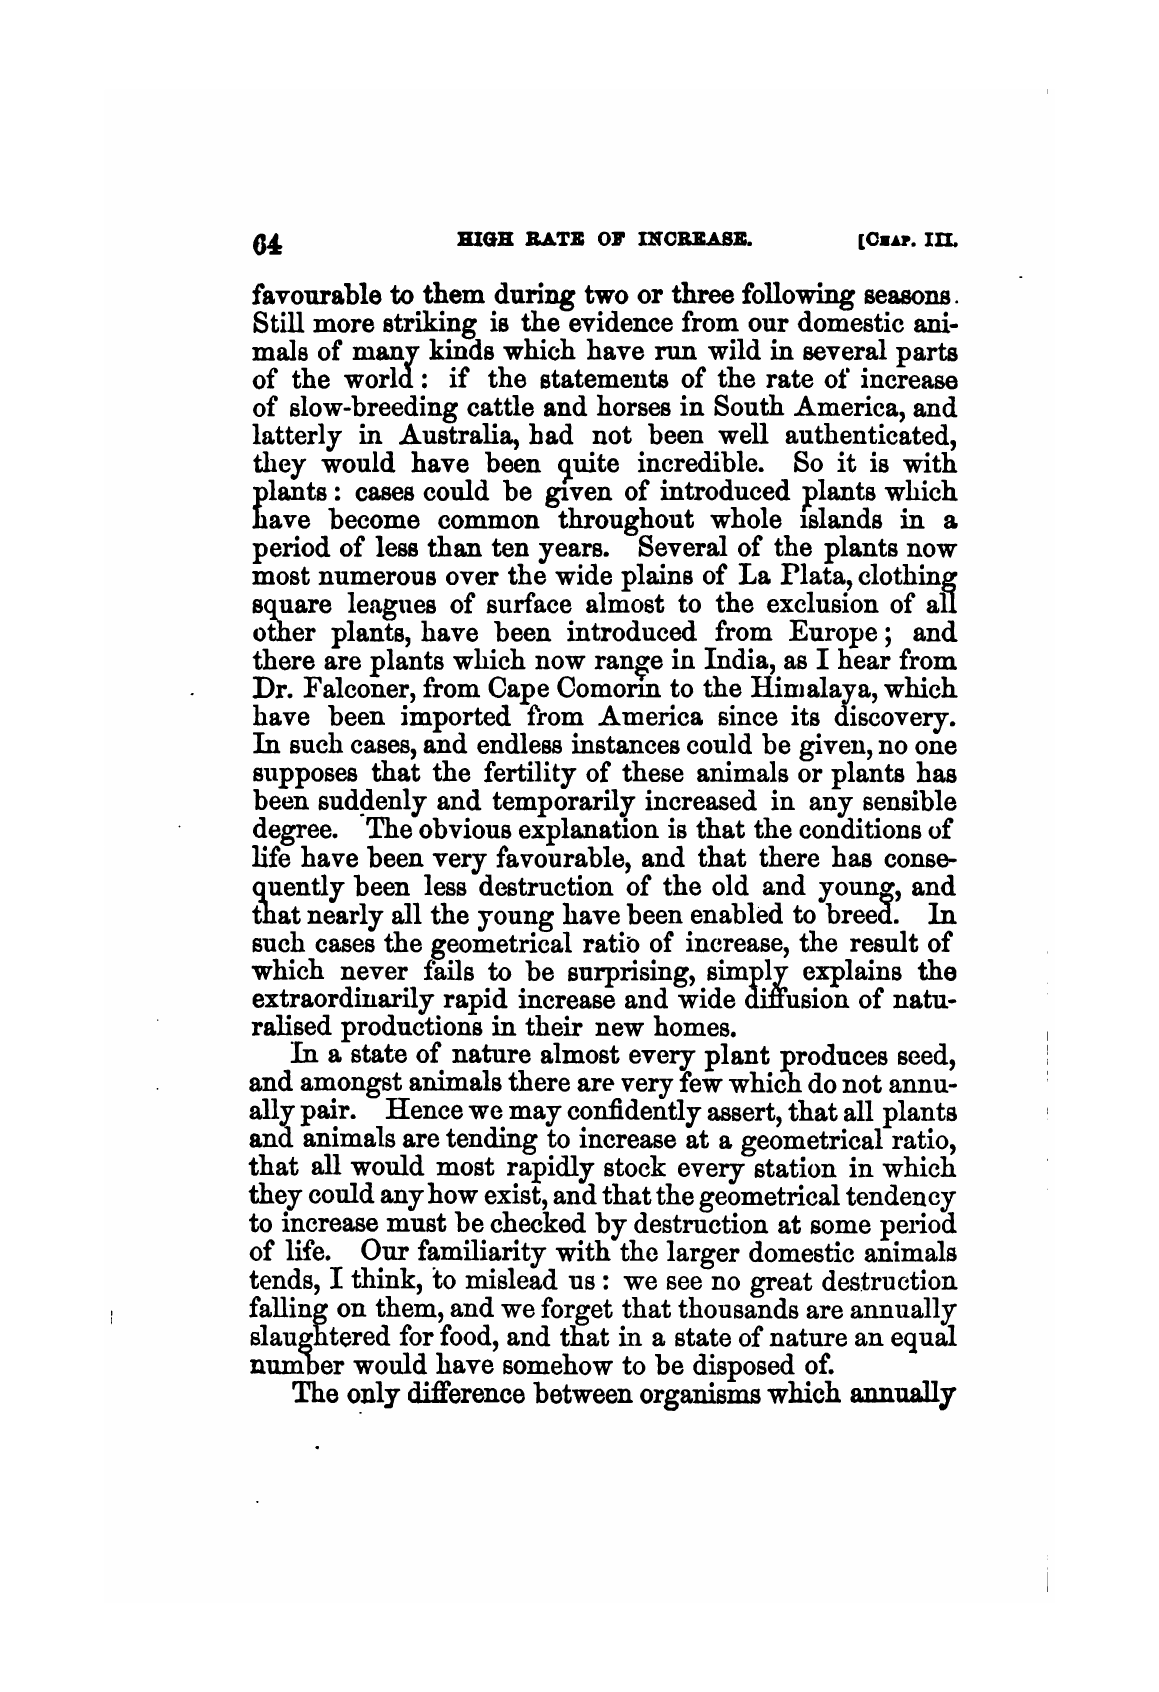 64 HIGH RATE OF INCREASE. [CHAP. III.
favourable to them during two or three following seasons.
Still more striking is the evidence from our domestic ani-
mals of many kinds which have run wild in several parts
of the world: if the statements of the rate of increase
of slow-breeding cattle and horses in South America, and
latterly in Australia, had not been well authenticated,
they would have been quite incredible. So it is with
plants: cases could be given of introduced plants which
have become common throughout whole islands in a
period of less than ten years. Several of the plants now
most numerous over the wide plains of La Plata, clothing
square leagues of surface almost to the exclusion of all
other plants, have been introduced from Europe; and
there are plants which now range in India, as I hear from
Dr. Falconer, from Cape Comorin to the Himalaya, which
have been imported from America since its discovery.
In such cases, and endless instances could be given, no one
supposes that the fertility of these animals or plants has
been suddenly and temporarily increased in any sensible
degree. The obvious explanation is that the conditions of
life have been very favourable, and that there has conse-
quently been less destruction of the old and young, and
that nearly all the young have been enabled to breed. In
such cases the geometrical ratio of increase, the result of
which never fails to be surprising, simply explains the
extraordinarily rapid increase and wide diffusion of natu-
ralised productions in their new homes.
In a state of nature almost every plant produces seed,
and amongst animals there are very few which do not annu-
ally pair. Hence we may confidently assert, that all plants
and animals are tending to increase at a geometrical ratio,
that all would most rapidly stock every station in which
they could any how exist, and that the geometrical tendency
to increase must be checked by destruction at some period
of life. Our familiarity with the larger domestic animals
tends, I think, to mislead us: we see no great destruction
falling on them, and we forget that thousands are annually
slaughtered for food, and that in a state of nature an equal
number would have somehow to be disposed of.
The only difference between organisms which annually